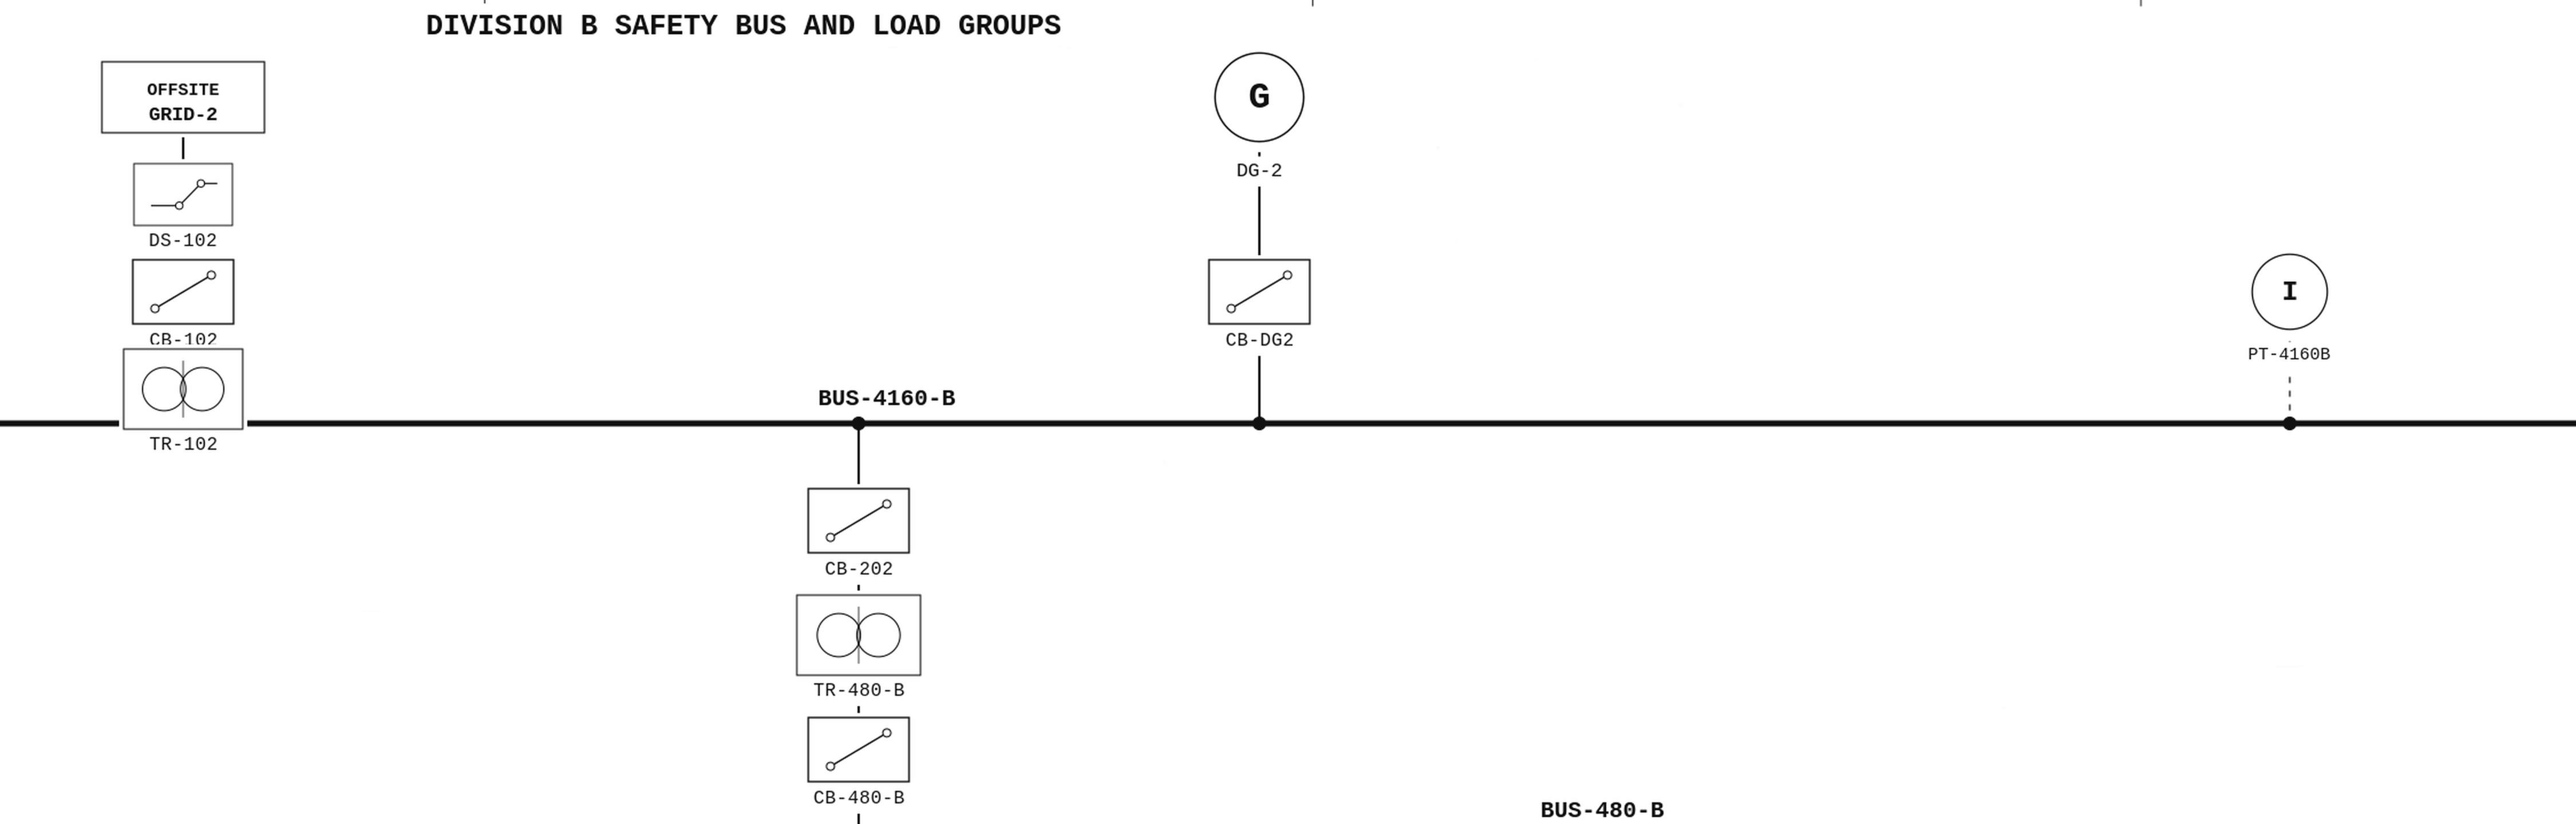 DIVISION B SAFETY BUS AND LOAD GROUPS
OFFSITE
GRID-2
G
DG-2
DS-102
CB-102
CB-DG2
I
PT-4160B
BUS-4160-B
TR-102
CB-202
TR-480-B
CB-480-B
BUS-480-B